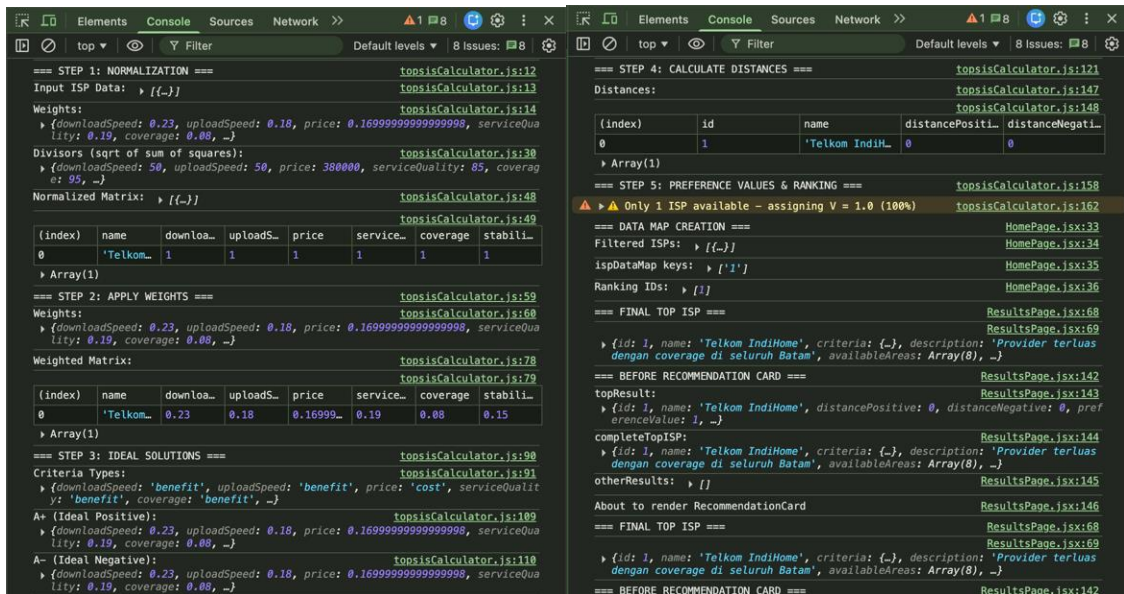 Elements Console Sources Network >> 1 8
top ▼ Filter Default levels ▼ 8 Issues: 8
=== STEP 1: NORMALIZATION === topsisCalculator.js:12
Input ISP Data: ▸ [{…}] topsisCalculator.js:13
Weights: topsisCalculator.js:14
▸ {downloadSpeed: 0.23, uploadSpeed: 0.18, price: 0.16999999999999998, serviceQua
lity: 0.19, coverage: 0.08, …}
Divisors (sqrt of sum of squares): topsisCalculator.js:30
▸ {downloadSpeed: 50, uploadSpeed: 50, price: 380000, serviceQuality: 85, coverag
e: 95, …}
Normalized Matrix: ▸ [{…}] topsisCalculator.js:48
topsisCalculator.js:49
(index) name downloa… uploadS… price service… coverage stabili…
0 'Telkom… 1 1 1 1 1 1
▸ Array(1)
=== STEP 2: APPLY WEIGHTS === topsisCalculator.js:59
Weights: topsisCalculator.js:60
▸ {downloadSpeed: 0.23, uploadSpeed: 0.18, price: 0.16999999999999998, serviceQua
lity: 0.19, coverage: 0.08, …}
Weighted Matrix: topsisCalculator.js:78
topsisCalculator.js:79
(index) name downloa… uploadS… price service… coverage stabili…
0 'Telkom… 0.23 0.18 0.16999… 0.19 0.08 0.15
▸ Array(1)
=== STEP 3: IDEAL SOLUTIONS === topsisCalculator.js:90
Criteria Types: topsisCalculator.js:91
▸ {downloadSpeed: 'benefit', uploadSpeed: 'benefit', price: 'cost', serviceQualit
y: 'benefit', coverage: 'benefit', …}
A+ (Ideal Positive): topsisCalculator.js:109
▸ {downloadSpeed: 0.23, uploadSpeed: 0.18, price: 0.16999999999999998, serviceQua
lity: 0.19, coverage: 0.08, …}
A− (Ideal Negative): topsisCalculator.js:110
▸ {downloadSpeed: 0.23, uploadSpeed: 0.18, price: 0.16999999999999998, serviceQua
lity: 0.19, coverage: 0.08, …}
Elements Console Sources Network >> 1 8
top ▼ Filter Default levels ▼ 8 Issues: 8
=== STEP 4: CALCULATE DISTANCES === topsisCalculator.js:121
Distances: topsisCalculator.js:147
topsisCalculator.js:148
(index) id name distancePositi… distanceNegati…
0 1 'Telkom IndiH… 0 0
▸ Array(1)
=== STEP 5: PREFERENCE VALUES & RANKING === topsisCalculator.js:158
▸ ⚠ Only 1 ISP available − assigning V = 1.0 (100%) topsisCalculator.js:162
=== DATA MAP CREATION === HomePage.jsx:33
Filtered ISPs: ▸ [{…}] HomePage.jsx:34
ispDataMap keys: ▸ ['1'] HomePage.jsx:35
Ranking IDs: ▸ [1] HomePage.jsx:36
=== FINAL TOP ISP === ResultsPage.jsx:68
ResultsPage.jsx:69
▸ {id: 1, name: 'Telkom IndiHome', criteria: {…}, description: 'Provider terluas
dengan coverage di seluruh Batam', availableAreas: Array(8), …}
=== BEFORE RECOMMENDATION CARD === ResultsPage.jsx:142
topResult: ResultsPage.jsx:143
▸ {id: 1, name: 'Telkom IndiHome', distancePositive: 0, distanceNegative: 0, pref
erenceValue: 1, …}
completeTopISP: ResultsPage.jsx:144
▸ {id: 1, name: 'Telkom IndiHome', criteria: {…}, description: 'Provider terluas
dengan coverage di seluruh Batam', availableAreas: Array(8), …}
otherResults: ▸ [] ResultsPage.jsx:145
About to render RecommendationCard ResultsPage.jsx:146
=== FINAL TOP ISP === ResultsPage.jsx:68
ResultsPage.jsx:69
▸ {id: 1, name: 'Telkom IndiHome', criteria: {…}, description: 'Provider terluas
dengan coverage di seluruh Batam', availableAreas: Array(8), …}
=== BEFORE RECOMMENDATION CARD === ResultsPage.jsx:142